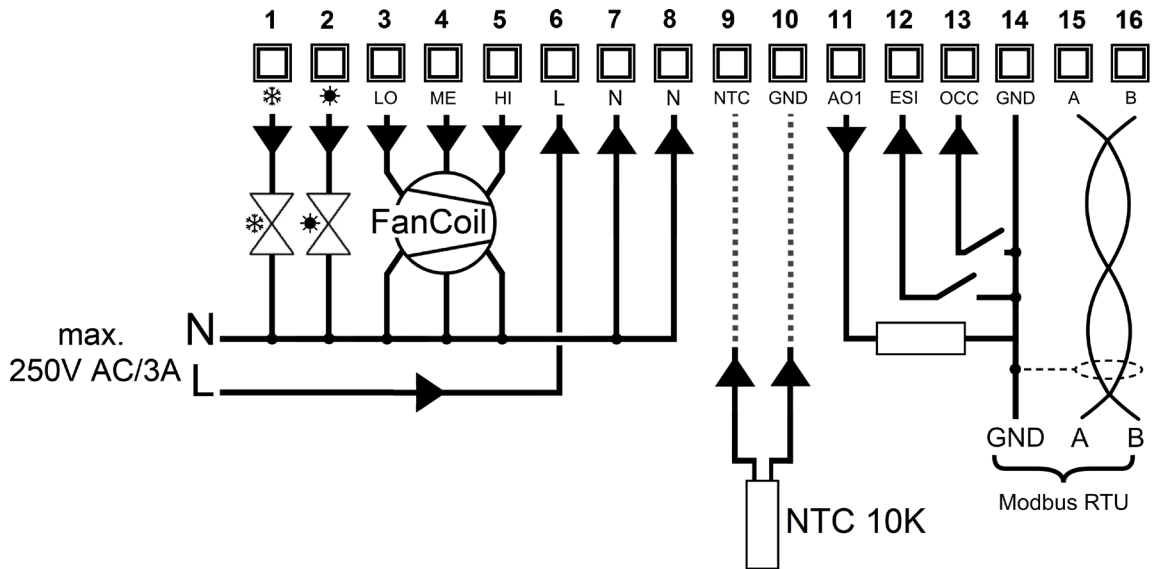 1 2 3 4 5 6 7 8 9 10 11 12 13 14 15 16
LO ME HI L N N NTC GND AO1 ESI OCC GND A B
FanCoil
max.
250V AC/3A
N
L
GND A B
Modbus RTU
NTC 10K